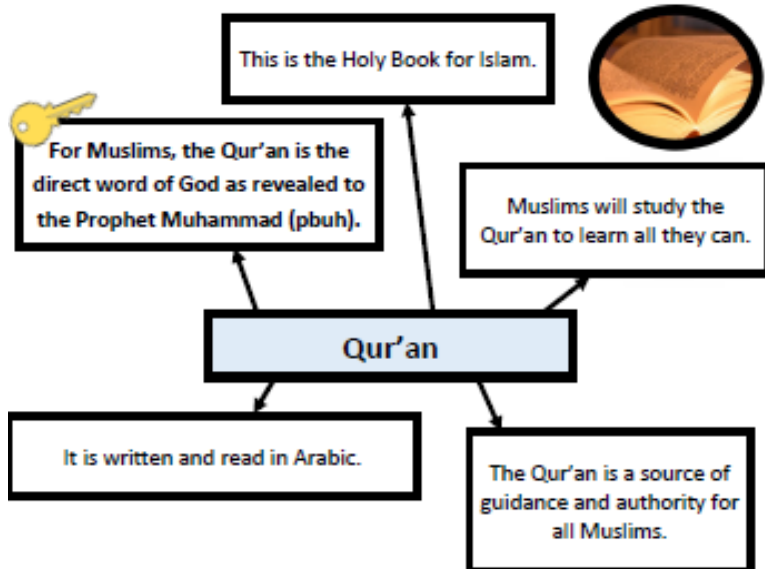 This is the Holy Book for Islam.
For Muslims, the Qur’an is the
direct word of God as revealed to
the Prophet Muhammad (pbuh).
Muslims will study the
Qur’an to learn all they can.
Qur’an
It is written and read in Arabic.
The Qur’an is a source of
guidance and authority for
all Muslims.